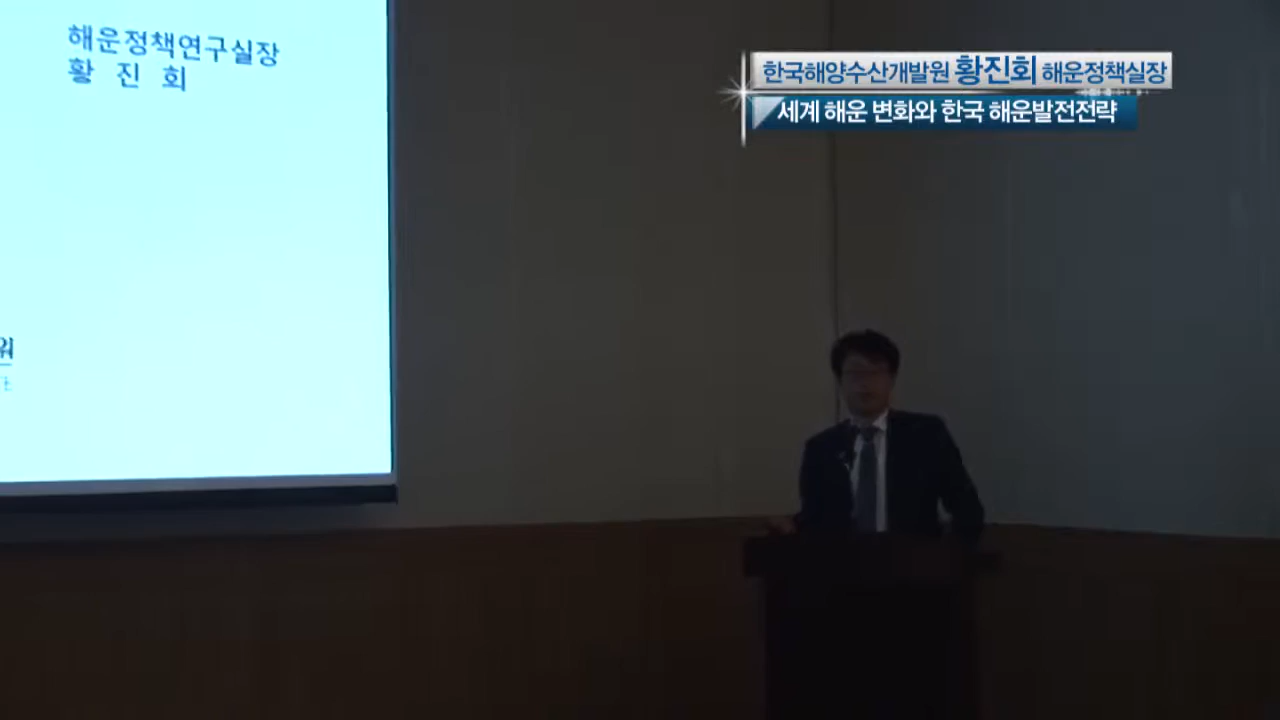 해운정책연구실장
황 진 회
한국해양수산개발원 황진회 해운정책실장
세계 해운 변화와 한국 해운발전전략
원